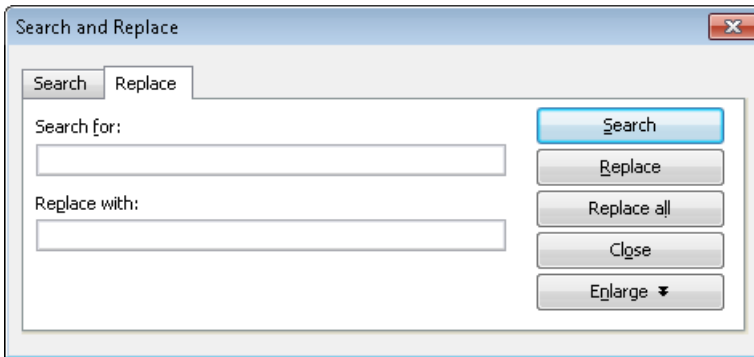 Search and Replace
Search Replace
Search for:
Search
Replace
Replace with:
Replace all
Close
Enlarge